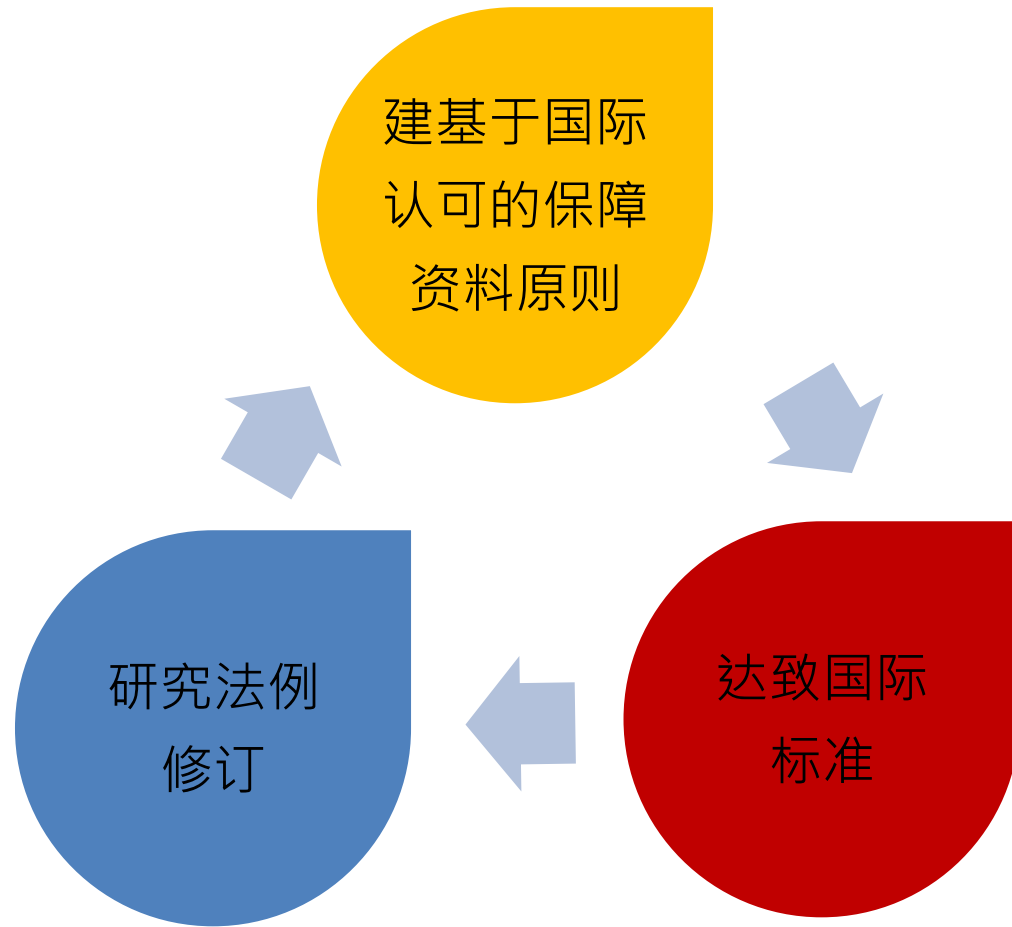 建基于国际
认可的保障
资料原则
达致国际
标准
研究法例
修订